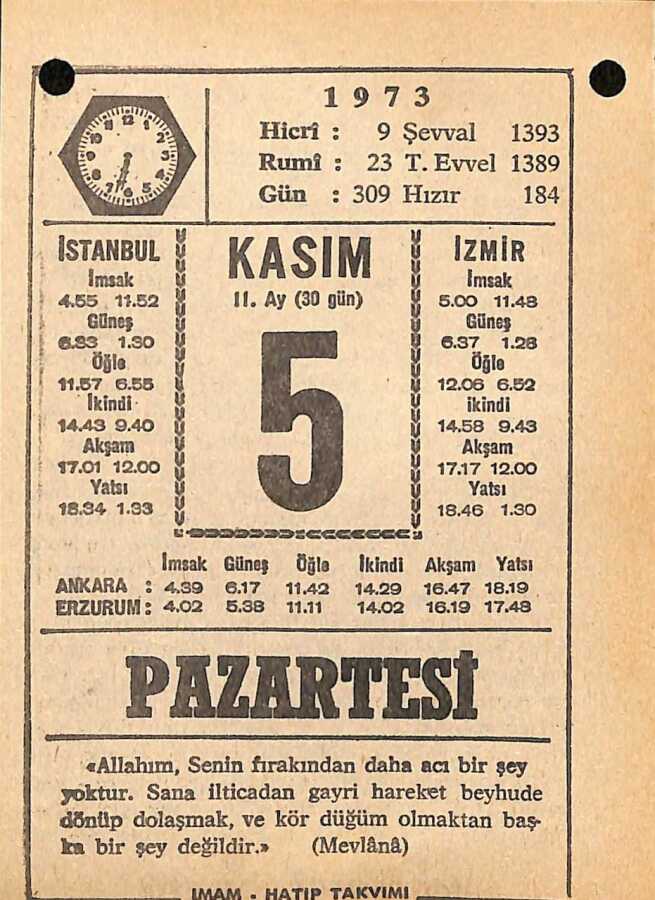 1973
Hicrî : 9 Şevval 1393
Rumî : 23 T. Evvel 1389
Gün : 309 Hızır 184
İSTANBUL
İmsak
4.55 11.52
Güneş
6.33 1.30
Öğle
11.57 6.55
İkindi
14.43 9.40
Akşam
17.01 12.00
Yatsı
18.34 1.33
KASIM
11. Ay (30 gün)
5
İZMİR
İmsak
5.00 11.43
Güneş
6.37 1.28
Öğle
12.06 6.52
ikindi
14.58 9.43
Akşam
17.17 12.00
Yatsı
18.46 1.30
İmsak Güneş Öğle İkindi Akşam Yatsı
ANKARA : 4.39 6.17 11.42 14.29 16.47 18.19
ERZURUM : 4.02 5.38 11.11 14.02 16.19 17.48
PAZARTESİ
«Allahım, Senin fırakından daha acı bir şey
yoktur. Sana ilticadan gayri hareket beyhude
dönüp dolaşmak, ve kör düğüm olmaktan baş-
ka bir şey değildir.» (Mevlânâ)
İMAM - HATİP TAKVİMİ